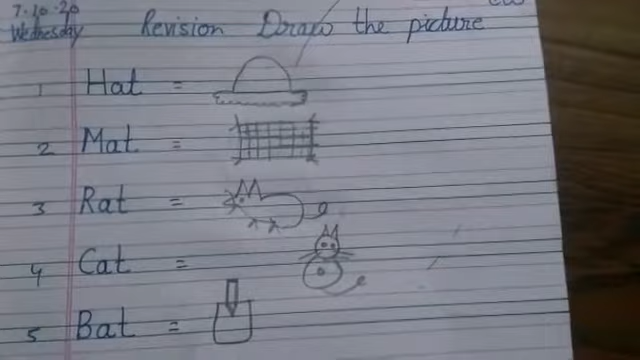 7.10.20
Wednesday Revision Draw the picture
1 Hat =
2 Mat =
3 Rat =
4 Cat =
5 Bat =